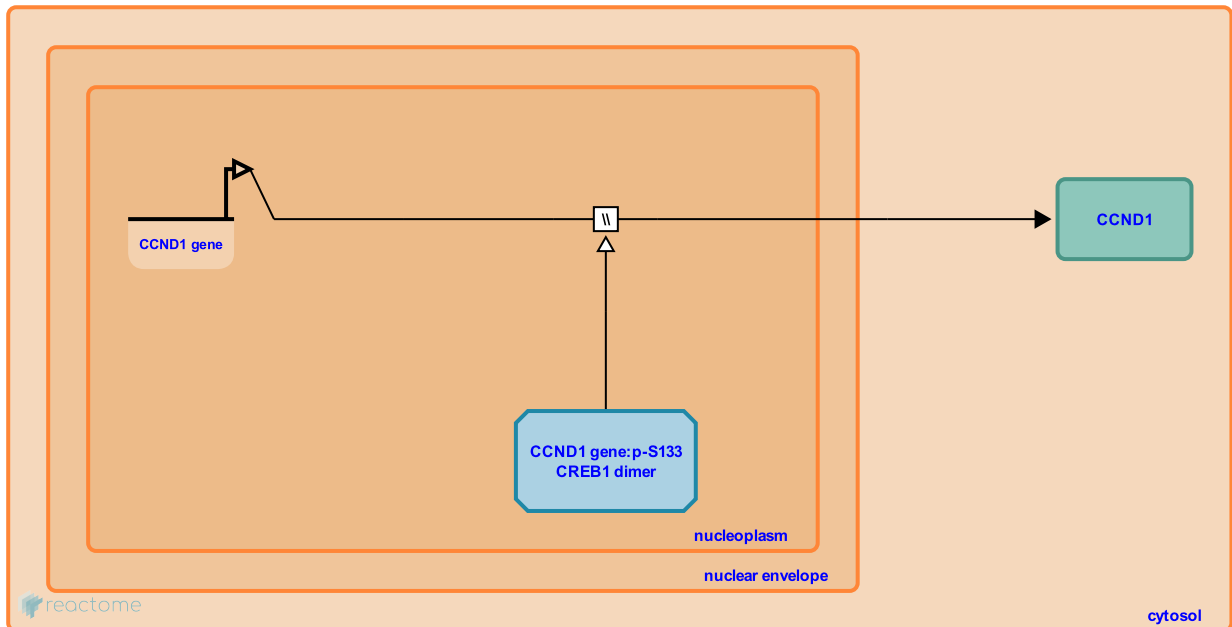 CCND1
CCND1 gene
\\
CCND1 gene:p-S133
CREB1 dimer
nucleoplasm
nuclear envelope
reactome
cytosol